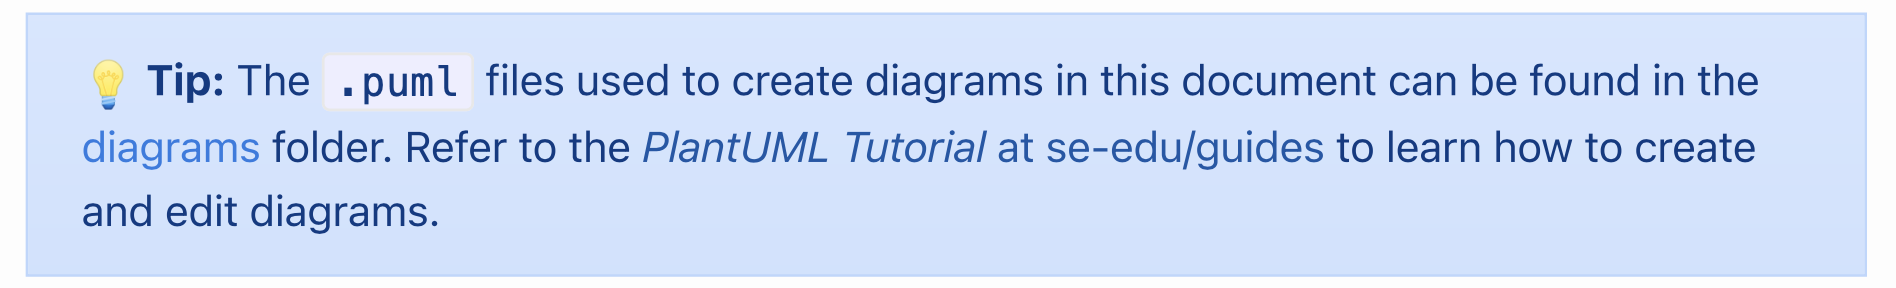 💡 Tip: The .puml files used to create diagrams in this document can be found in the
diagrams folder. Refer to the PlantUML Tutorial at se-edu/guides to learn how to create
and edit diagrams.